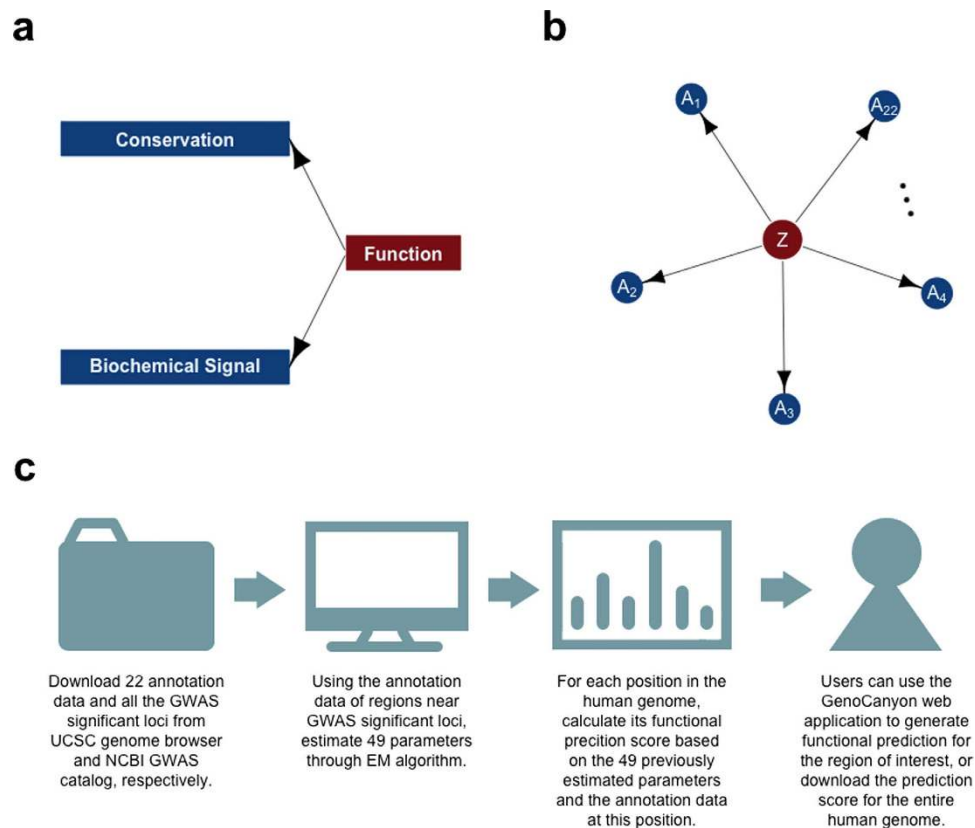 a
Conservation
Function
Biochemical Signal
b
A1
A22
Z
A2
A4
A3
c
Download 22 annotation
data and all the GWAS
significant loci from
UCSC genome browser
and NCBI GWAS
catalog, respectively.
Using the annotation
data of regions near
GWAS significant loci,
estimate 49 parameters
through EM algorithm.
For each position in the
human genome,
calculate its functional
precition score based
on the 49 previously
estimated parameters
and the annotation data
at this position.
Users can use the
GenoCanyon web
application to generate
functional prediction for
the region of interest, or
download the prediction
score for the entire
human genome.